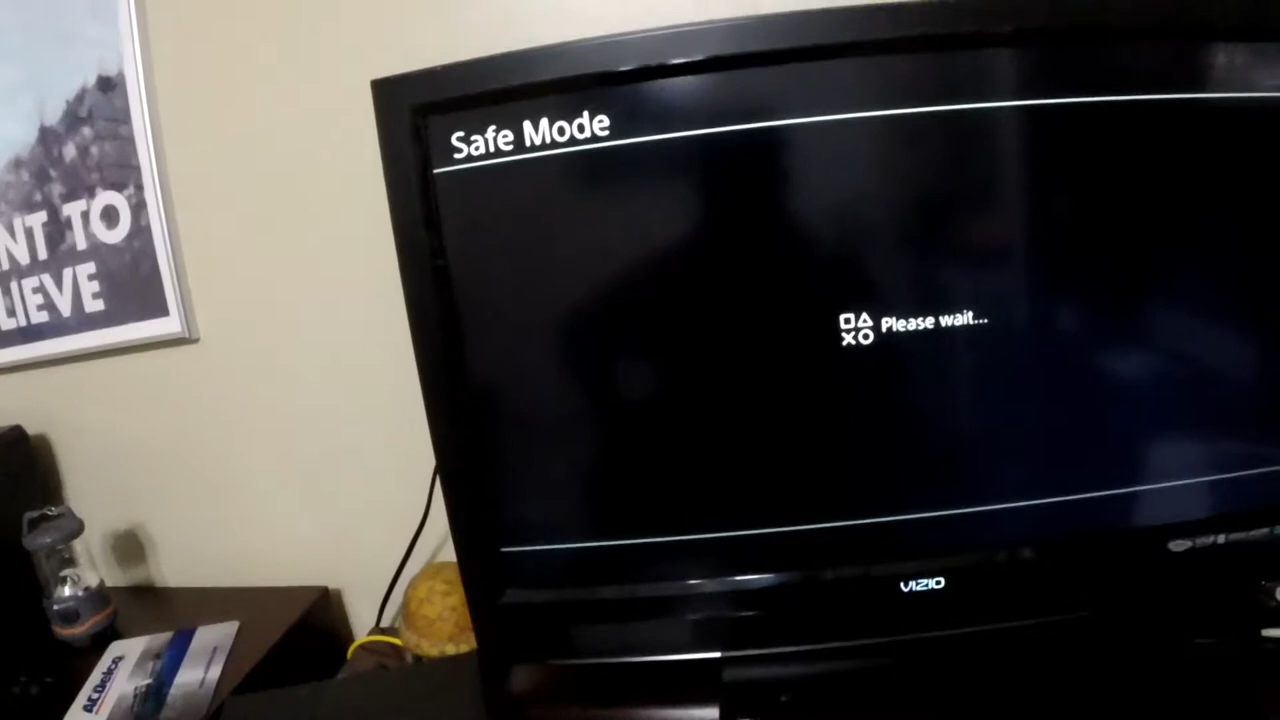 Safe Mode
Please wait...
NT TO
LIEVE
VIZIO
ACDelco